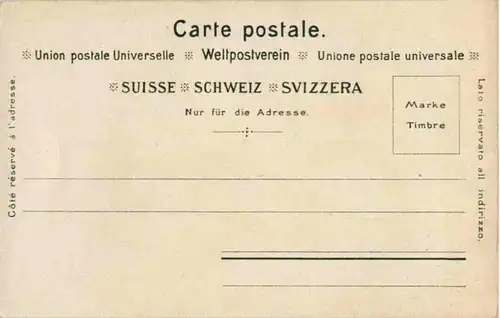 Carte postale.
Union postale Universelle Weltpostverein Unione postale universale
SUISSE SCHWEIZ SVIZZERA
Nur für die Adresse.
Marke
Timbre
Côté réservé à l'adresse.
Lato riservato all indirizzo.